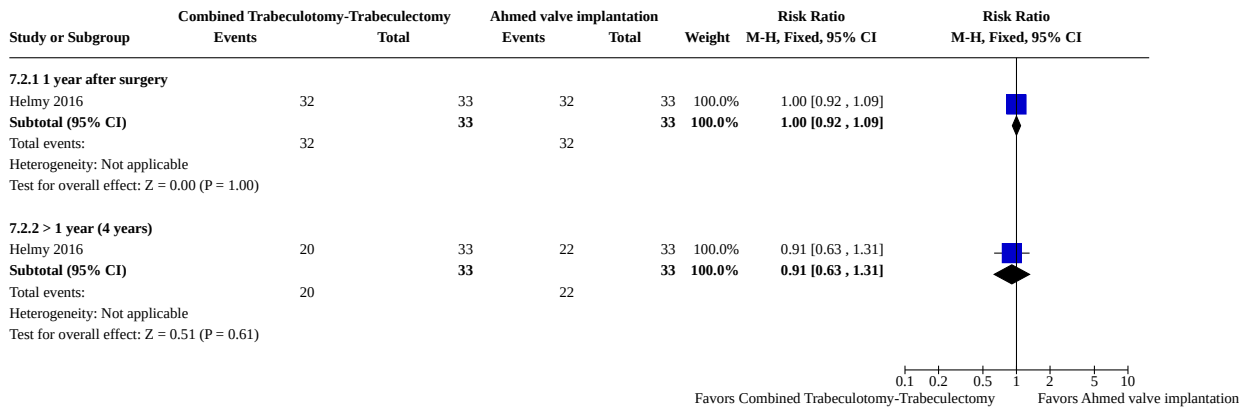 Combined Trabeculotomy-Trabeculectomy Ahmed valve implantation Risk Ratio Risk Ratio
Study or Subgroup Events Total Events Total Weight M-H, Fixed, 95% CI M-H, Fixed, 95% CI
7.2.1 1 year after surgery
Helmy 2016 32 33 32 33 100.0% 1.00 [0.92 , 1.09]
Subtotal (95% CI) 33 33 100.0% 1.00 [0.92 , 1.09]
Total events: 32 32
Heterogeneity: Not applicable
Test for overall effect: Z = 0.00 (P = 1.00)
7.2.2 > 1 year (4 years)
Helmy 2016 20 33 22 33 100.0% 0.91 [0.63 , 1.31]
Subtotal (95% CI) 33 33 100.0% 0.91 [0.63 , 1.31]
Total events: 20 22
Heterogeneity: Not applicable
Test for overall effect: Z = 0.51 (P = 0.61)
0.1 0.2 0.5 1 2 5 10
Favors Combined Trabeculotomy-Trabeculectomy Favors Ahmed valve implantation